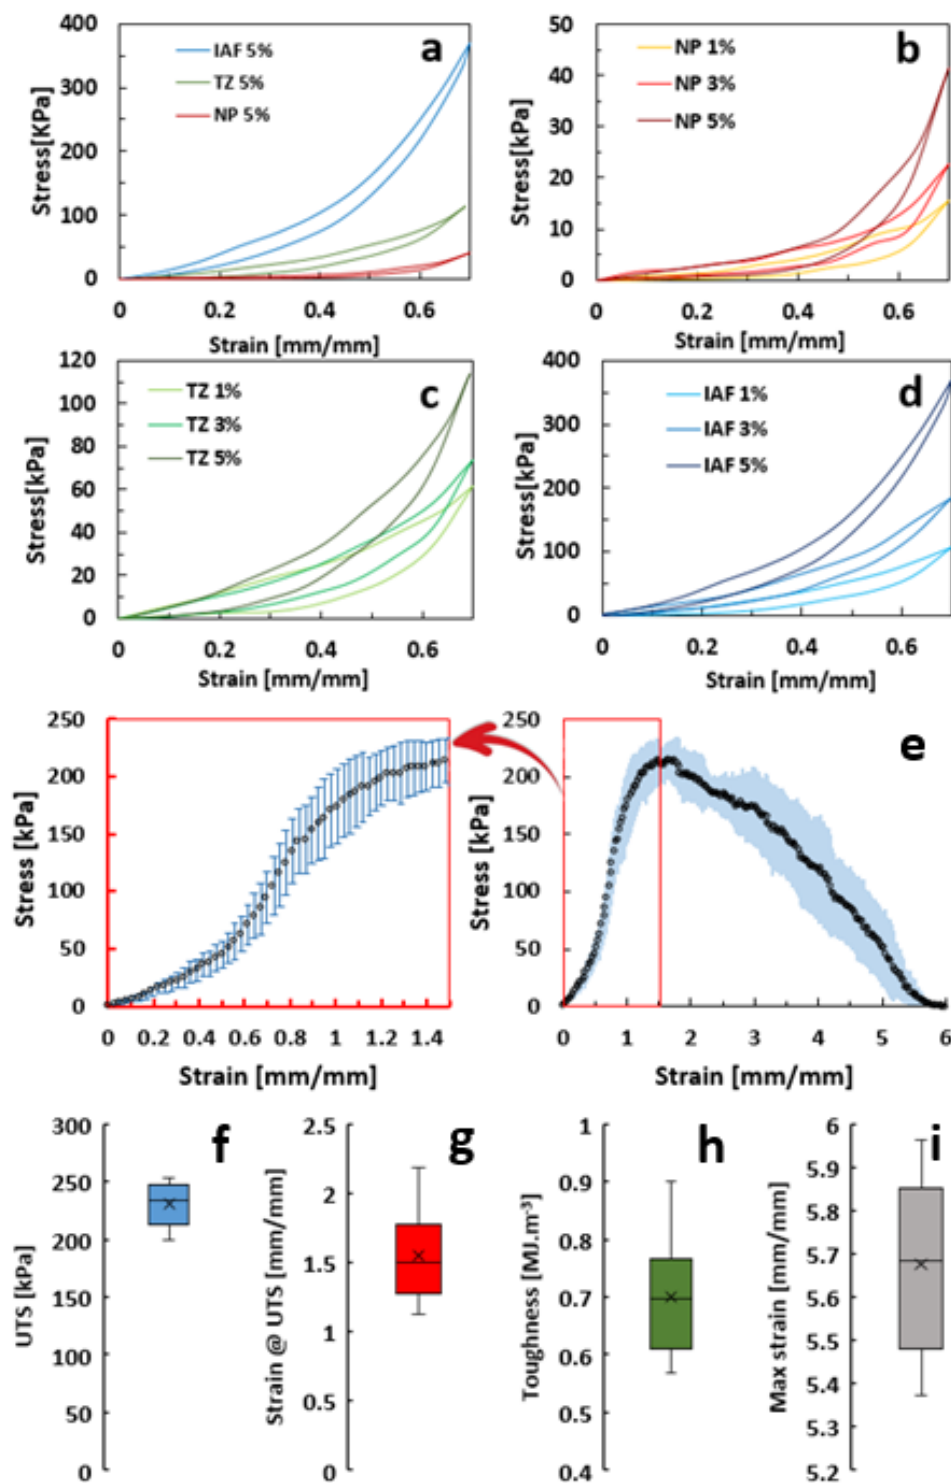 a
Stress[KPa]
400
300
200
100
0
IAF 5%
TZ 5%
NP 5%
0 0.2 0.4 0.6
Strain [mm/mm]
b
Stress[kPa]
50
40
30
20
10
0
NP 1%
NP 3%
NP 5%
0 0.2 0.4 0.6
Strain [mm/mm]
c
Stress[kPa]
120
100
80
60
40
20
0
TZ 1%
TZ 3%
TZ 5%
0 0.2 0.4 0.6
Strain [mm/mm]
d
Stress[kPa]
400
300
200
100
0
IAF 1%
IAF 3%
IAF 5%
0 0.2 0.4 0.6
Strain [mm/mm]
Stress [kPa]
250
200
150
100
50
0
0 0.2 0.4 0.6 0.8 1 1.2 1.4
Strain [mm/mm]
e
Stress [kPa]
250
200
150
100
50
0
0 1 2 3 4 5 6
Strain [mm/mm]
f
UTS [kPa]
300
250
200
150
100
50
0
g
Strain @ UTS [mm/mm]
2.5
2
1.5
1
0.5
0
h
Toughness [MJ.m⁻³]
1
0.9
0.8
0.7
0.6
0.5
0.4
i
Max strain [mm/mm]
6
5.9
5.8
5.7
5.6
5.5
5.4
5.3
5.2